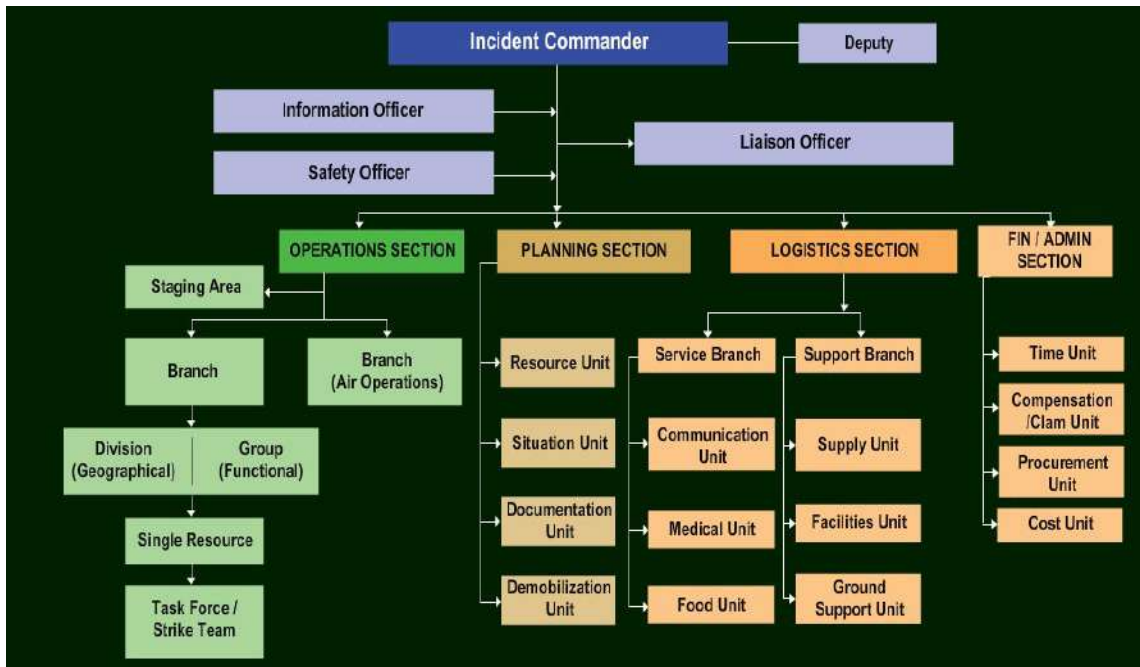 Incident Commander
Deputy
Information Officer
Liaison Officer
Safety Officer
OPERATIONS SECTION
PLANNING SECTION
LOGISTICS SECTION
FIN / ADMIN
SECTION
Staging Area
Branch
Branch
(Air Operations)
Division
(Geographical)
Group
(Functional)
Single Resource
Task Force /
Strike Team
Resource Unit
Situation Unit
Documentation
Unit
Demobilization
Unit
Service Branch
Communication
Unit
Medical Unit
Food Unit
Support Branch
Supply Unit
Facilities Unit
Ground
Support Unit
Time Unit
Compensation
/Clam Unit
Procurement
Unit
Cost Unit